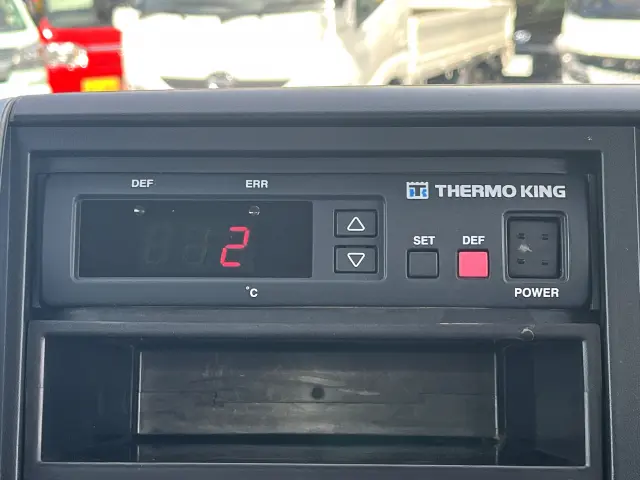 DEF ERR
THERMO KING
2
SET DEF
°C
POWER